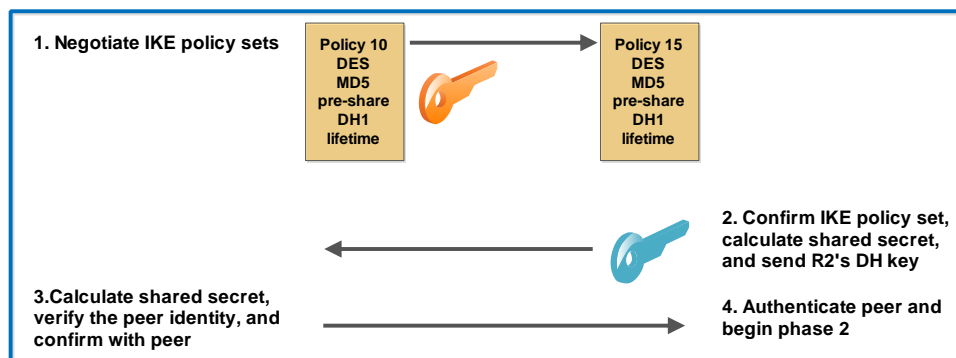 1. Negotiate IKE policy sets
Policy 10
DES
MD5
pre-share
DH1
lifetime
Policy 15
DES
MD5
pre-share
DH1
lifetime
2. Confirm IKE policy set,
calculate shared secret,
and send R2's DH key
3.Calculate shared secret,
verify the peer identity, and
confirm with peer
4. Authenticate peer and
begin phase 2